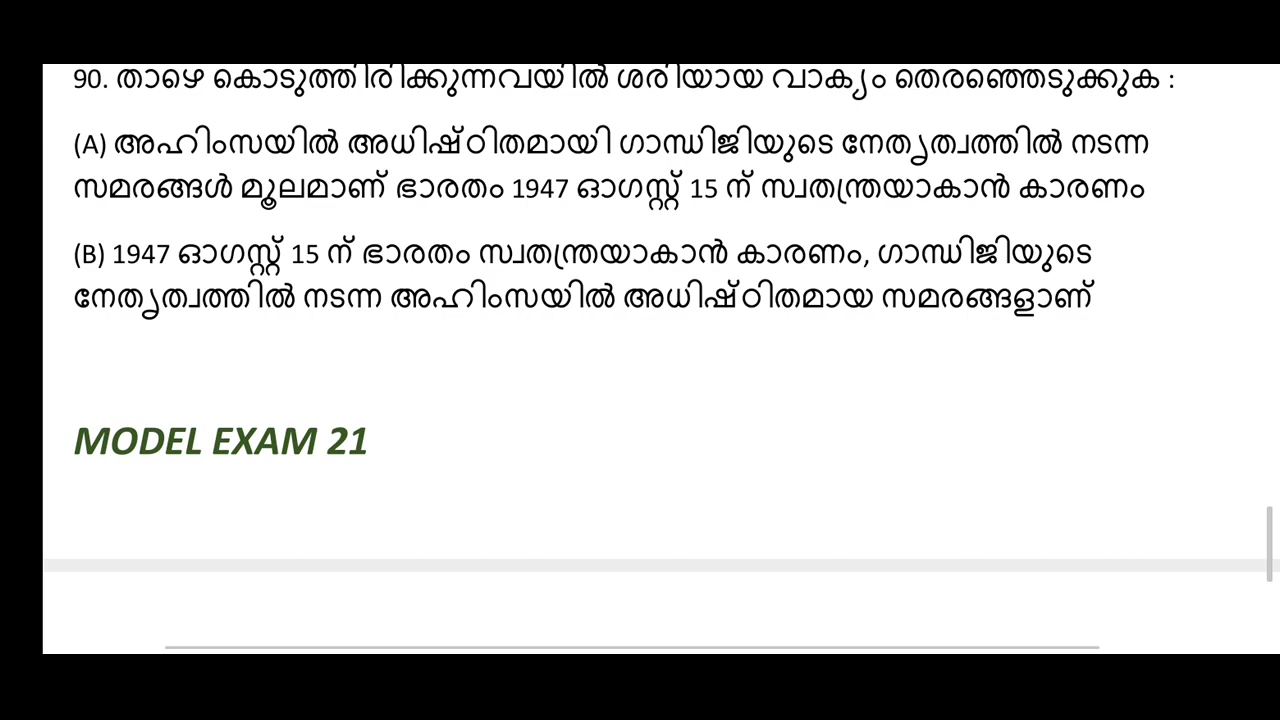 90. താഴെ കൊടുത്തിരിക്കുന്നവയിൽ ശരിയായ വാക്യം തെരഞ്ഞെടുക്കുക :
(A) അഹിംസയിൽ അധിഷ്ഠിതമായി ഗാന്ധിജിയുടെ നേതൃത്വത്തിൽ നടന്ന
സമരങ്ങൾ മൂലമാണ് ഭാരതം 1947 ഓഗസ്റ്റ് 15 ന് സ്വതന്ത്രയാകാൻ കാരണം
(B) 1947 ഓഗസ്റ്റ് 15 ന് ഭാരതം സ്വതന്ത്രയാകാൻ കാരണം, ഗാന്ധിജിയുടെ
നേതൃത്വത്തിൽ നടന്ന അഹിംസയിൽ അധിഷ്ഠിതമായ സമരങ്ങളാണ്
MODEL EXAM 21